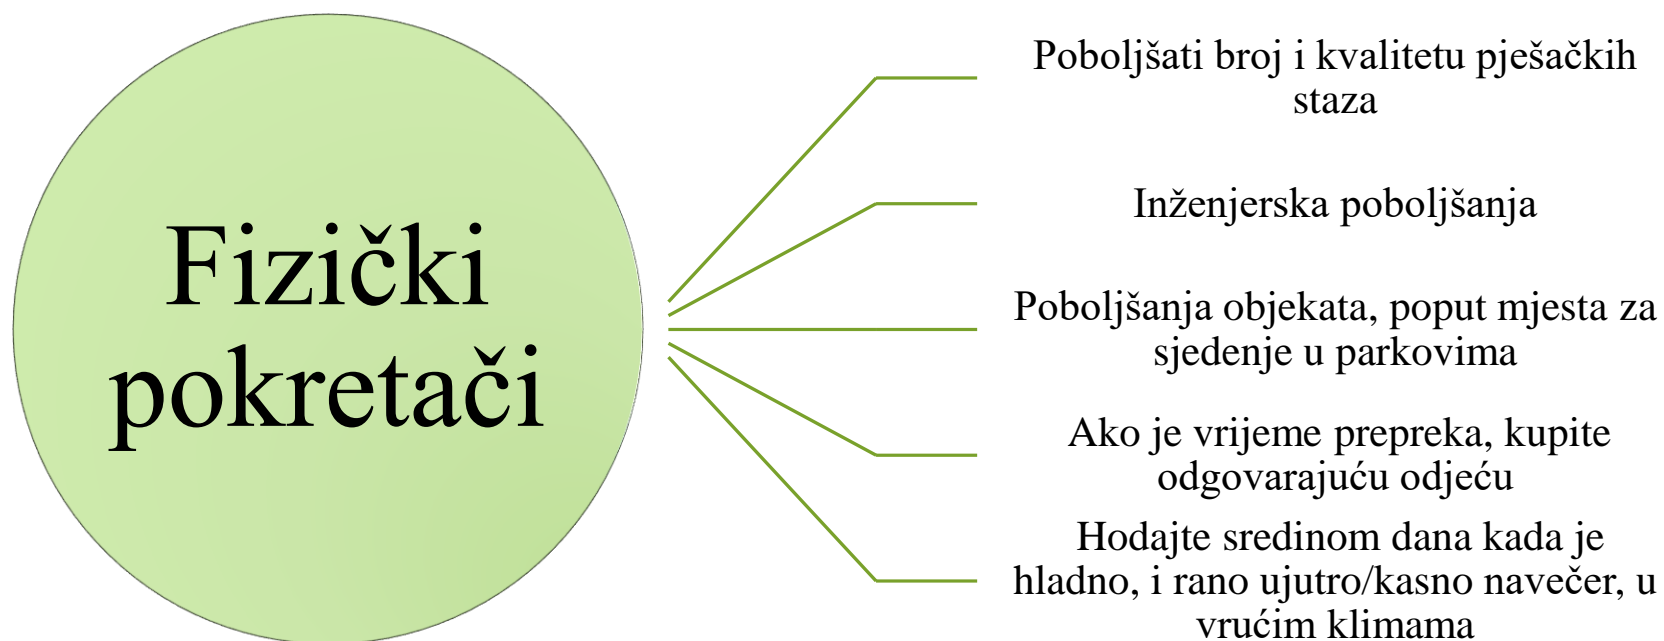 Fizički
pokretači
Poboljšati broj i kvalitetu pješačkih
staza
Inženjerska poboljšanja
Poboljšanja objekata, poput mjesta za
sjedenje u parkovima
Ako je vrijeme prepreka, kupite
odgovarajuću odjeću
Hodajte sredinom dana kada je
hladno, i rano ujutro/kasno navečer, u
vrućim klimama